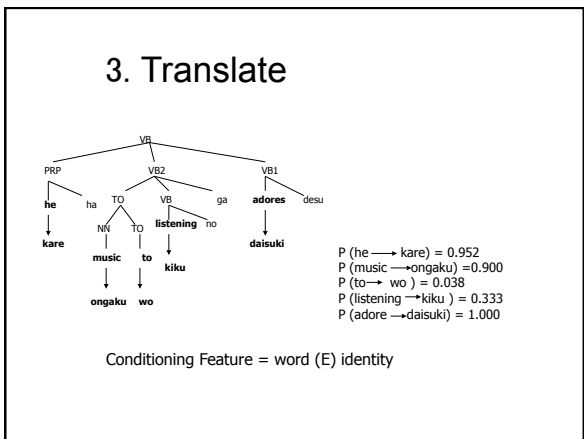 3. Translate
VB
PRP VB2 VB1
he ha TO VB ga adores desu
NN TO listening no
kare music to kiku daisuki
ongaku wo
P (he → kare) = 0.952
P (music → ongaku) =0.900
P (to→ wo ) = 0.038
P (listening →kiku ) = 0.333
P (adore →daisuki) = 1.000
Conditioning Feature = word (E) identity